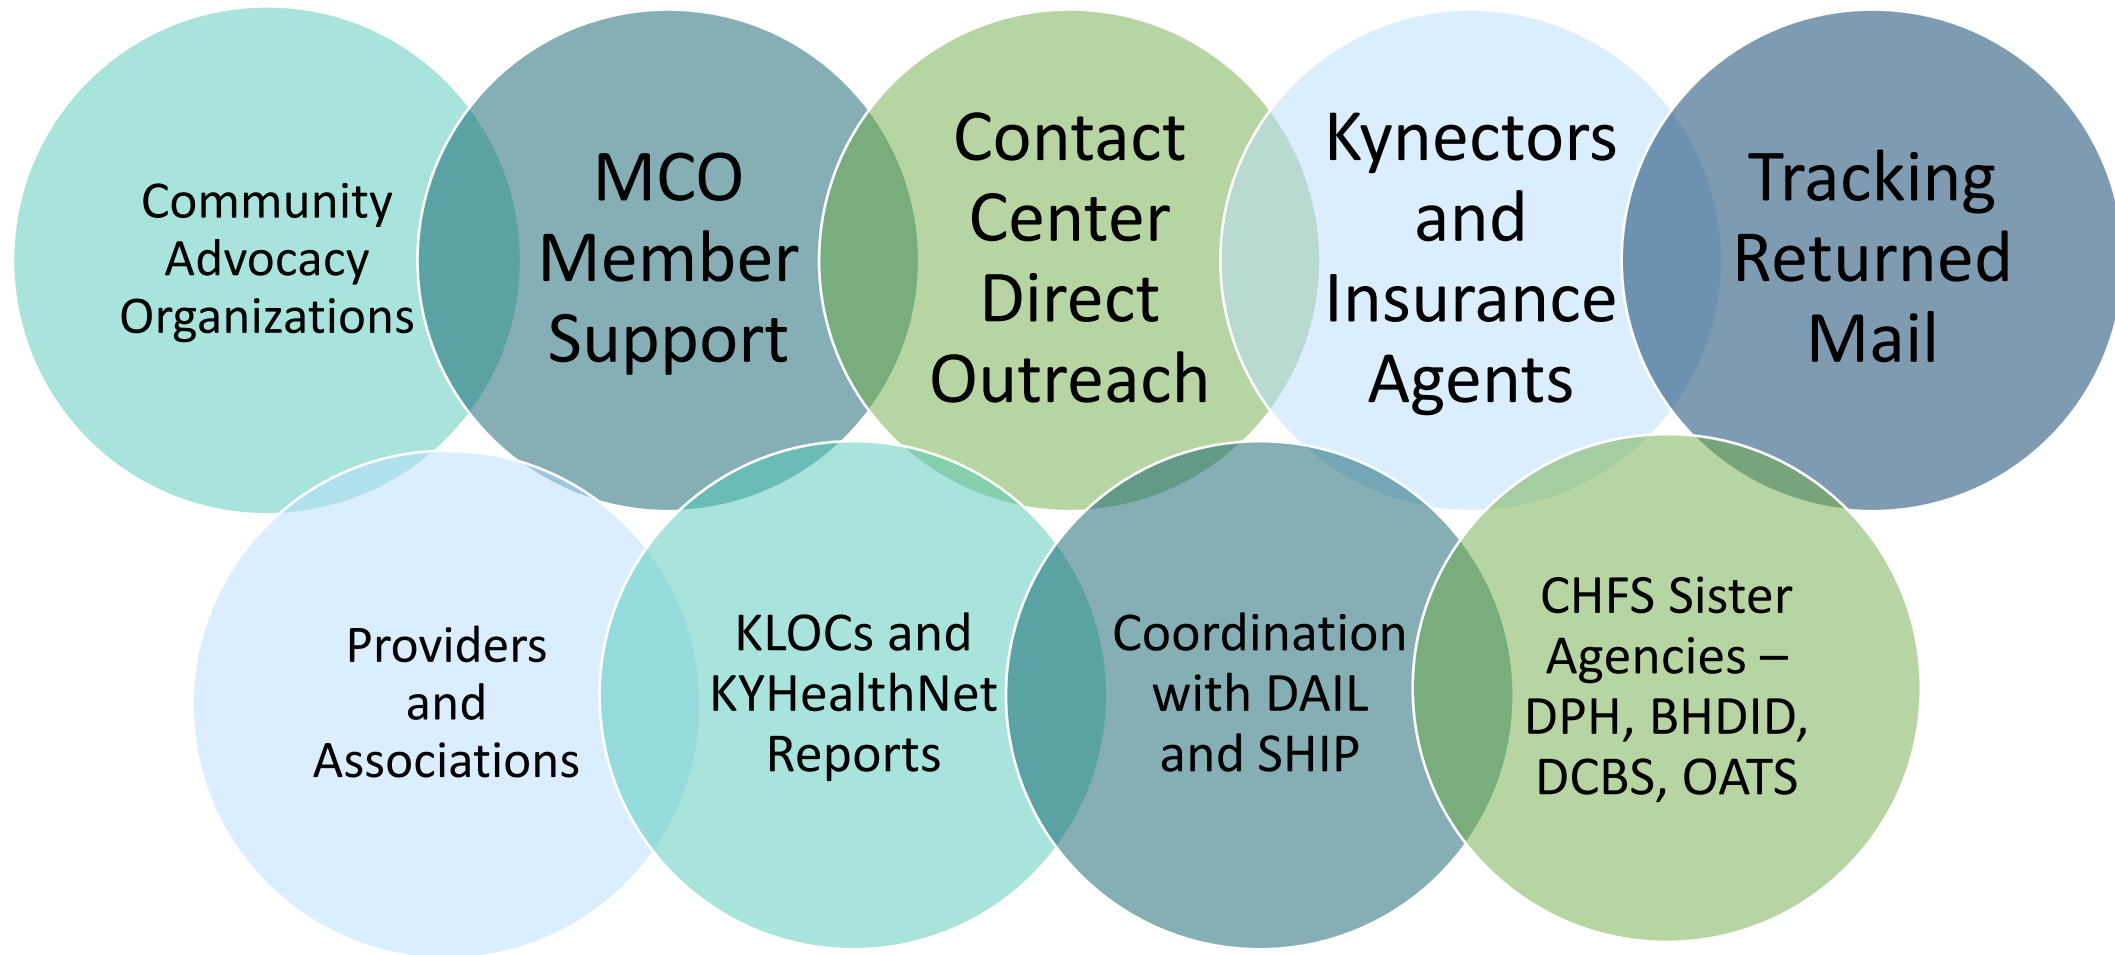 Community
Advocacy
Organizations
MCO
Member
Support
Contact
Center
Direct
Outreach
Kynectors
and
Insurance
Agents
Tracking
Returned
Mail
Providers
and
Associations
KLOCs and
KYHealthNet
Reports
Coordination
with DAIL
and SHIP
CHFS Sister
Agencies –
DPH, BHDID,
DCBS, OATS